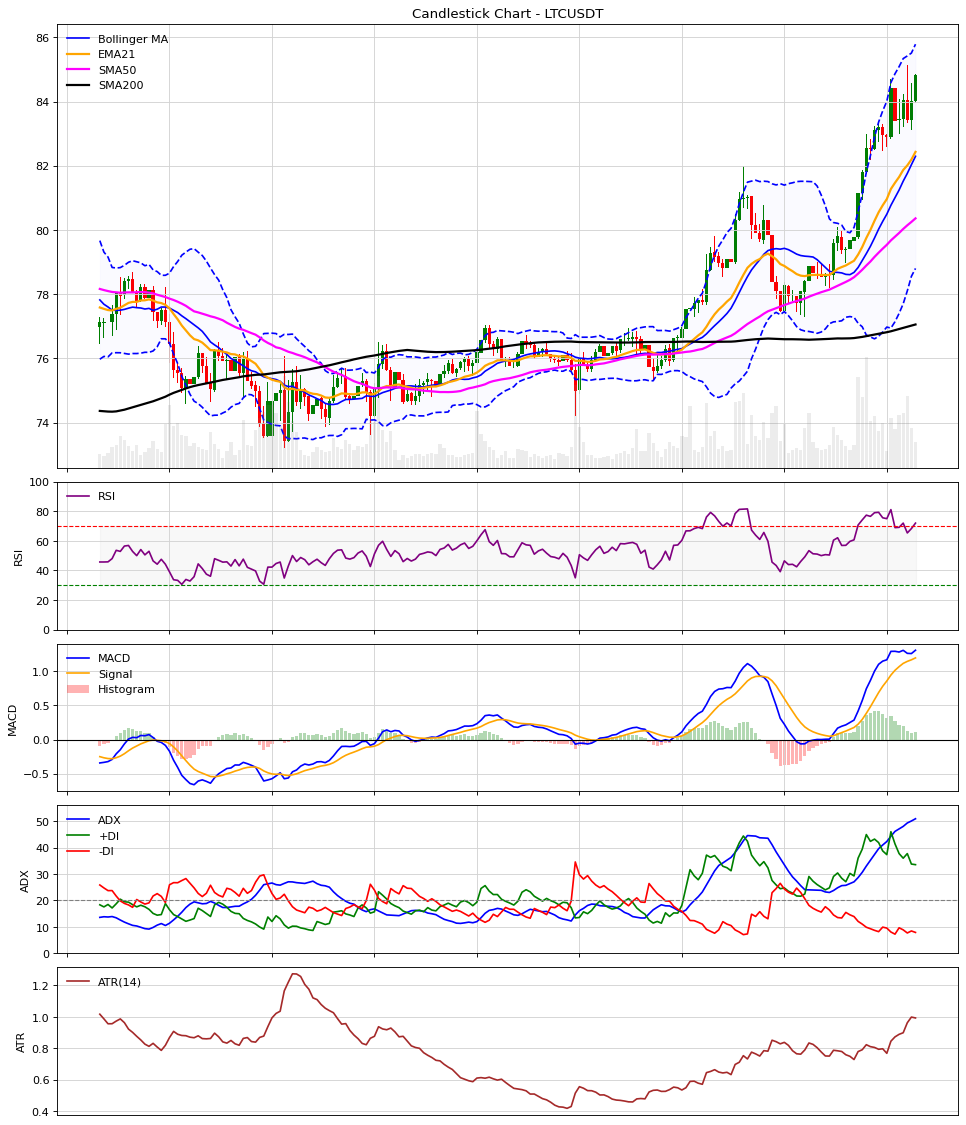 Candlestick Chart - LTCUSDT
Bollinger MA
EMA21
SMA50
SMA200
86
84
82
80
78
76
74
RSI
RSI
100
80
60
40
20
0
MACD
Signal
Histogram
MACD
1.0
0.5
0.0
−0.5
ADX
+DI
-DI
ADX
50
40
30
20
10
0
ATR(14)
ATR
1.2
1.0
0.8
0.6
0.4